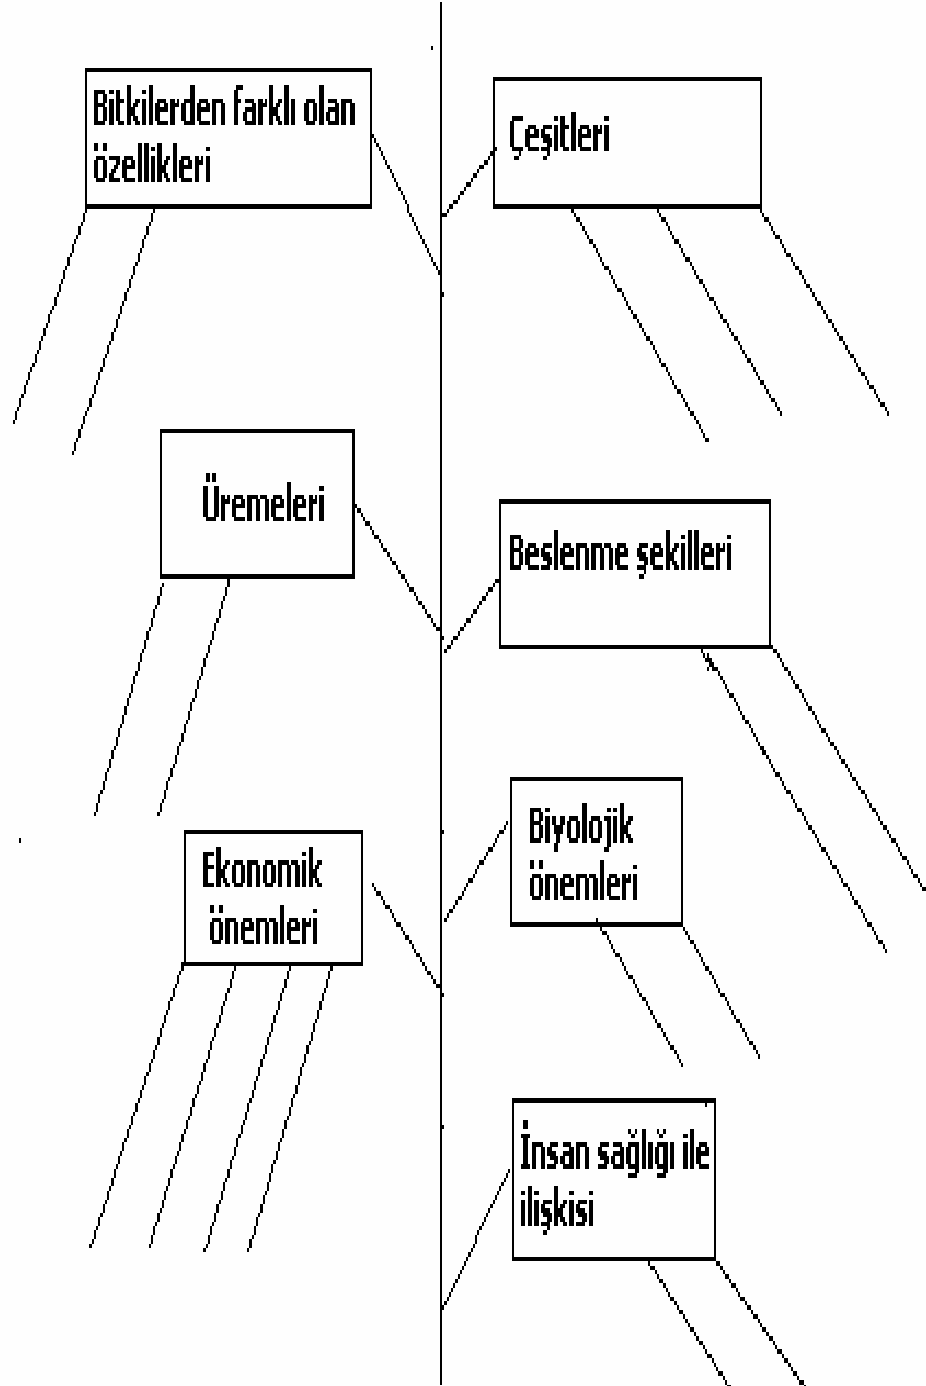 Bitkilerden farklı olan
özellikleri
Çeşitleri
Üremeleri
Beslenme şekilleri
Ekonomik
önemleri
Biyolojik
önemleri
İnsan sağlığı ile
ilişkisi